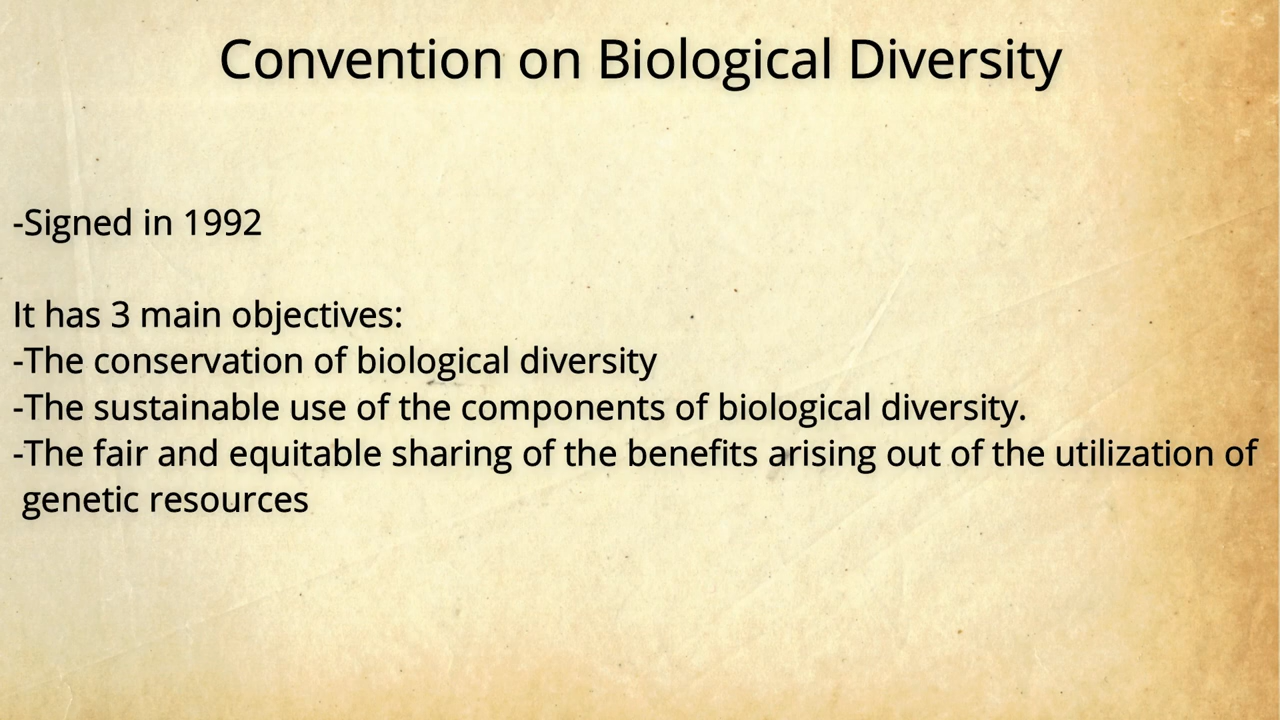 Convention on Biological Diversity
-Signed in 1992
It has 3 main objectives:
-The conservation of biological diversity
-The sustainable use of the components of biological diversity.
-The fair and equitable sharing of the benefits arising out of the utilization of
genetic resources